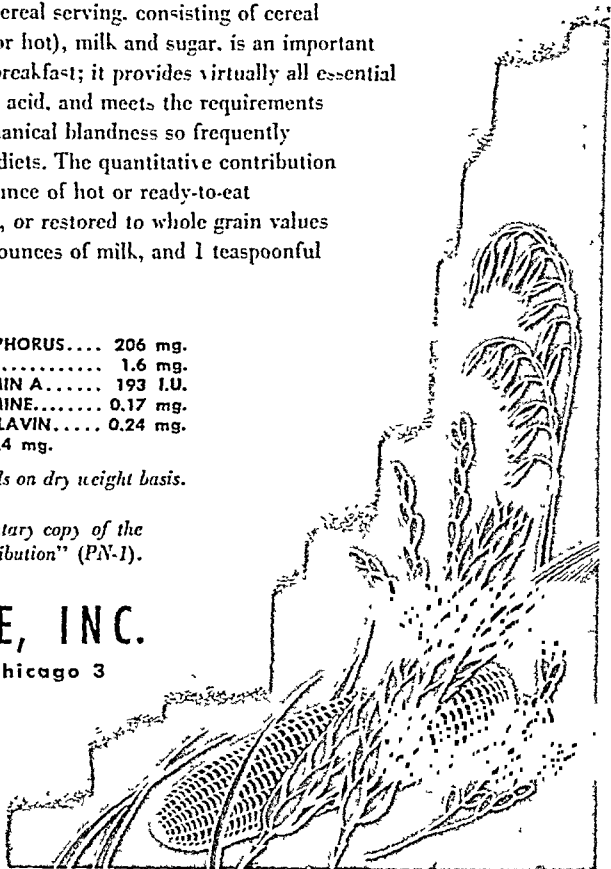 ereal serving, consisting of cereal
or hot), milk and sugar, is an important
breakfast; it provides virtually all essential
acid, and meets the requirements
hanical blandness so frequently
diets. The quantitative contribution
unce of hot or ready-to-eat
, or restored to whole grain values
ounces of milk, and 1 teaspoonful
PHORUS.... 206 mg.
............ 1.6 mg.
MIN A...... 193 I.U.
MINE........ 0.17 mg.
LAVIN..... 0.24 mg.
.4 mg.
ls on dry weight basis.
tary copy of the
ribution" (PN-1).
E, INC.
hicago 3